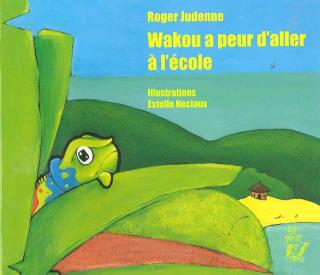 Roger Judenne
Wakou a peur d'aller
à l'école
Illustrations
Estelle Nectoux